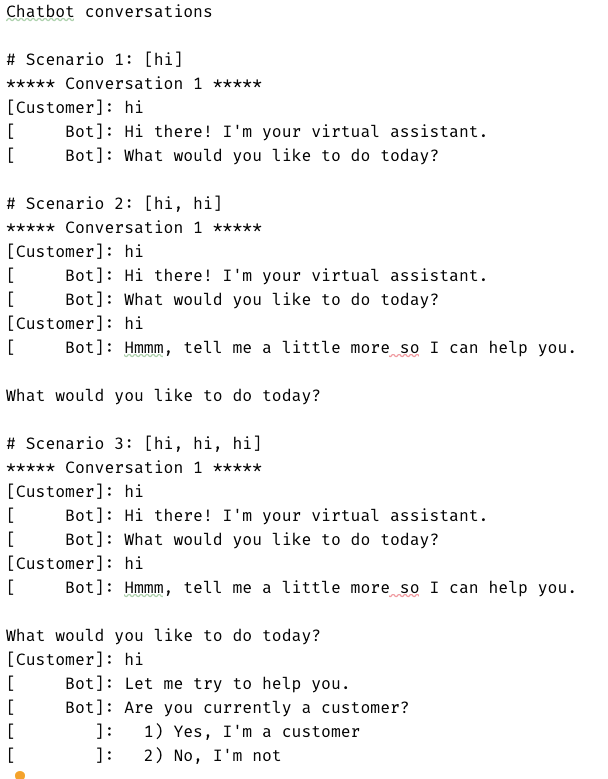 Chatbot conversations

# Scenario 1: [hi]
***** Conversation 1 *****
[Customer]: hi
[     Bot]: Hi there! I'm your virtual assistant.
[     Bot]: What would you like to do today?

# Scenario 2: [hi, hi]
***** Conversation 1 *****
[Customer]: hi
[     Bot]: Hi there! I'm your virtual assistant.
[     Bot]: What would you like to do today?
[Customer]: hi
[     Bot]: Hmmm, tell me a little more so I can help you.

What would you like to do today?

# Scenario 3: [hi, hi, hi]
***** Conversation 1 *****
[Customer]: hi
[     Bot]: Hi there! I'm your virtual assistant.
[     Bot]: What would you like to do today?
[Customer]: hi
[     Bot]: Hmmm, tell me a little more so I can help you.

What would you like to do today?
[Customer]: hi
[     Bot]: Let me try to help you.
[     Bot]: Are you currently a customer?
[        ]:   1) Yes, I'm a customer
[        ]:   2) No, I'm not